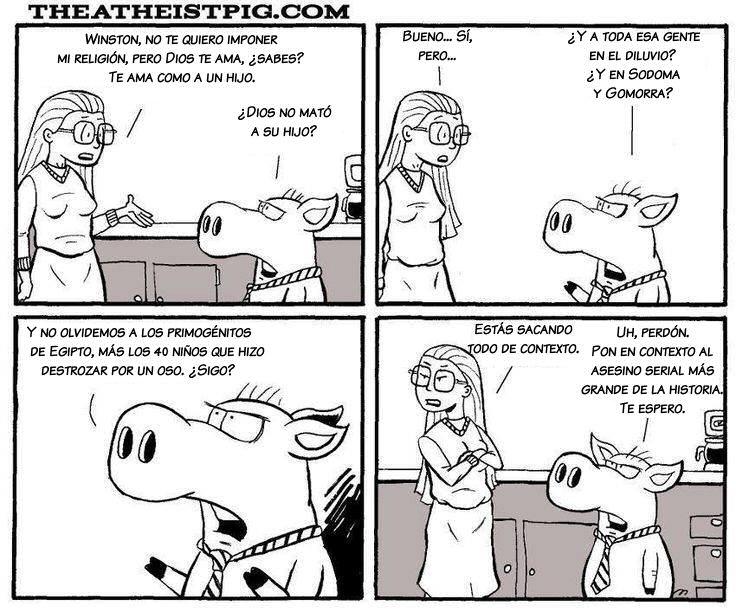 THEATHEISTPIG.COM
WINSTON, NO TE QUIERO IMPONER
MI RELIGIÓN, PERO DIOS TE AMA, ¿SABES?
TE AMA COMO A UN HIJO.
¿DIOS NO MATÓ
A SU HIJO?
BUENO... SÍ,
PERO...
¿Y A TODA ESA GENTE
EN EL DILUVIO?
¿Y EN SODOMA
Y GOMORRA?
Y NO OLVIDEMOS A LOS PRIMOGÉNITOS
DE EGIPTO, MÁS LOS 40 NIÑOS QUE HIZO
DESTROZAR POR UN OSO. ¿SIGO?
ESTÁS SACANDO
TODO DE CONTEXTO.
UH, PERDÓN.
PON EN CONTEXTO AL
ASESINO SERIAL MÁS
GRANDE DE LA HISTORIA.
TE ESPERO.